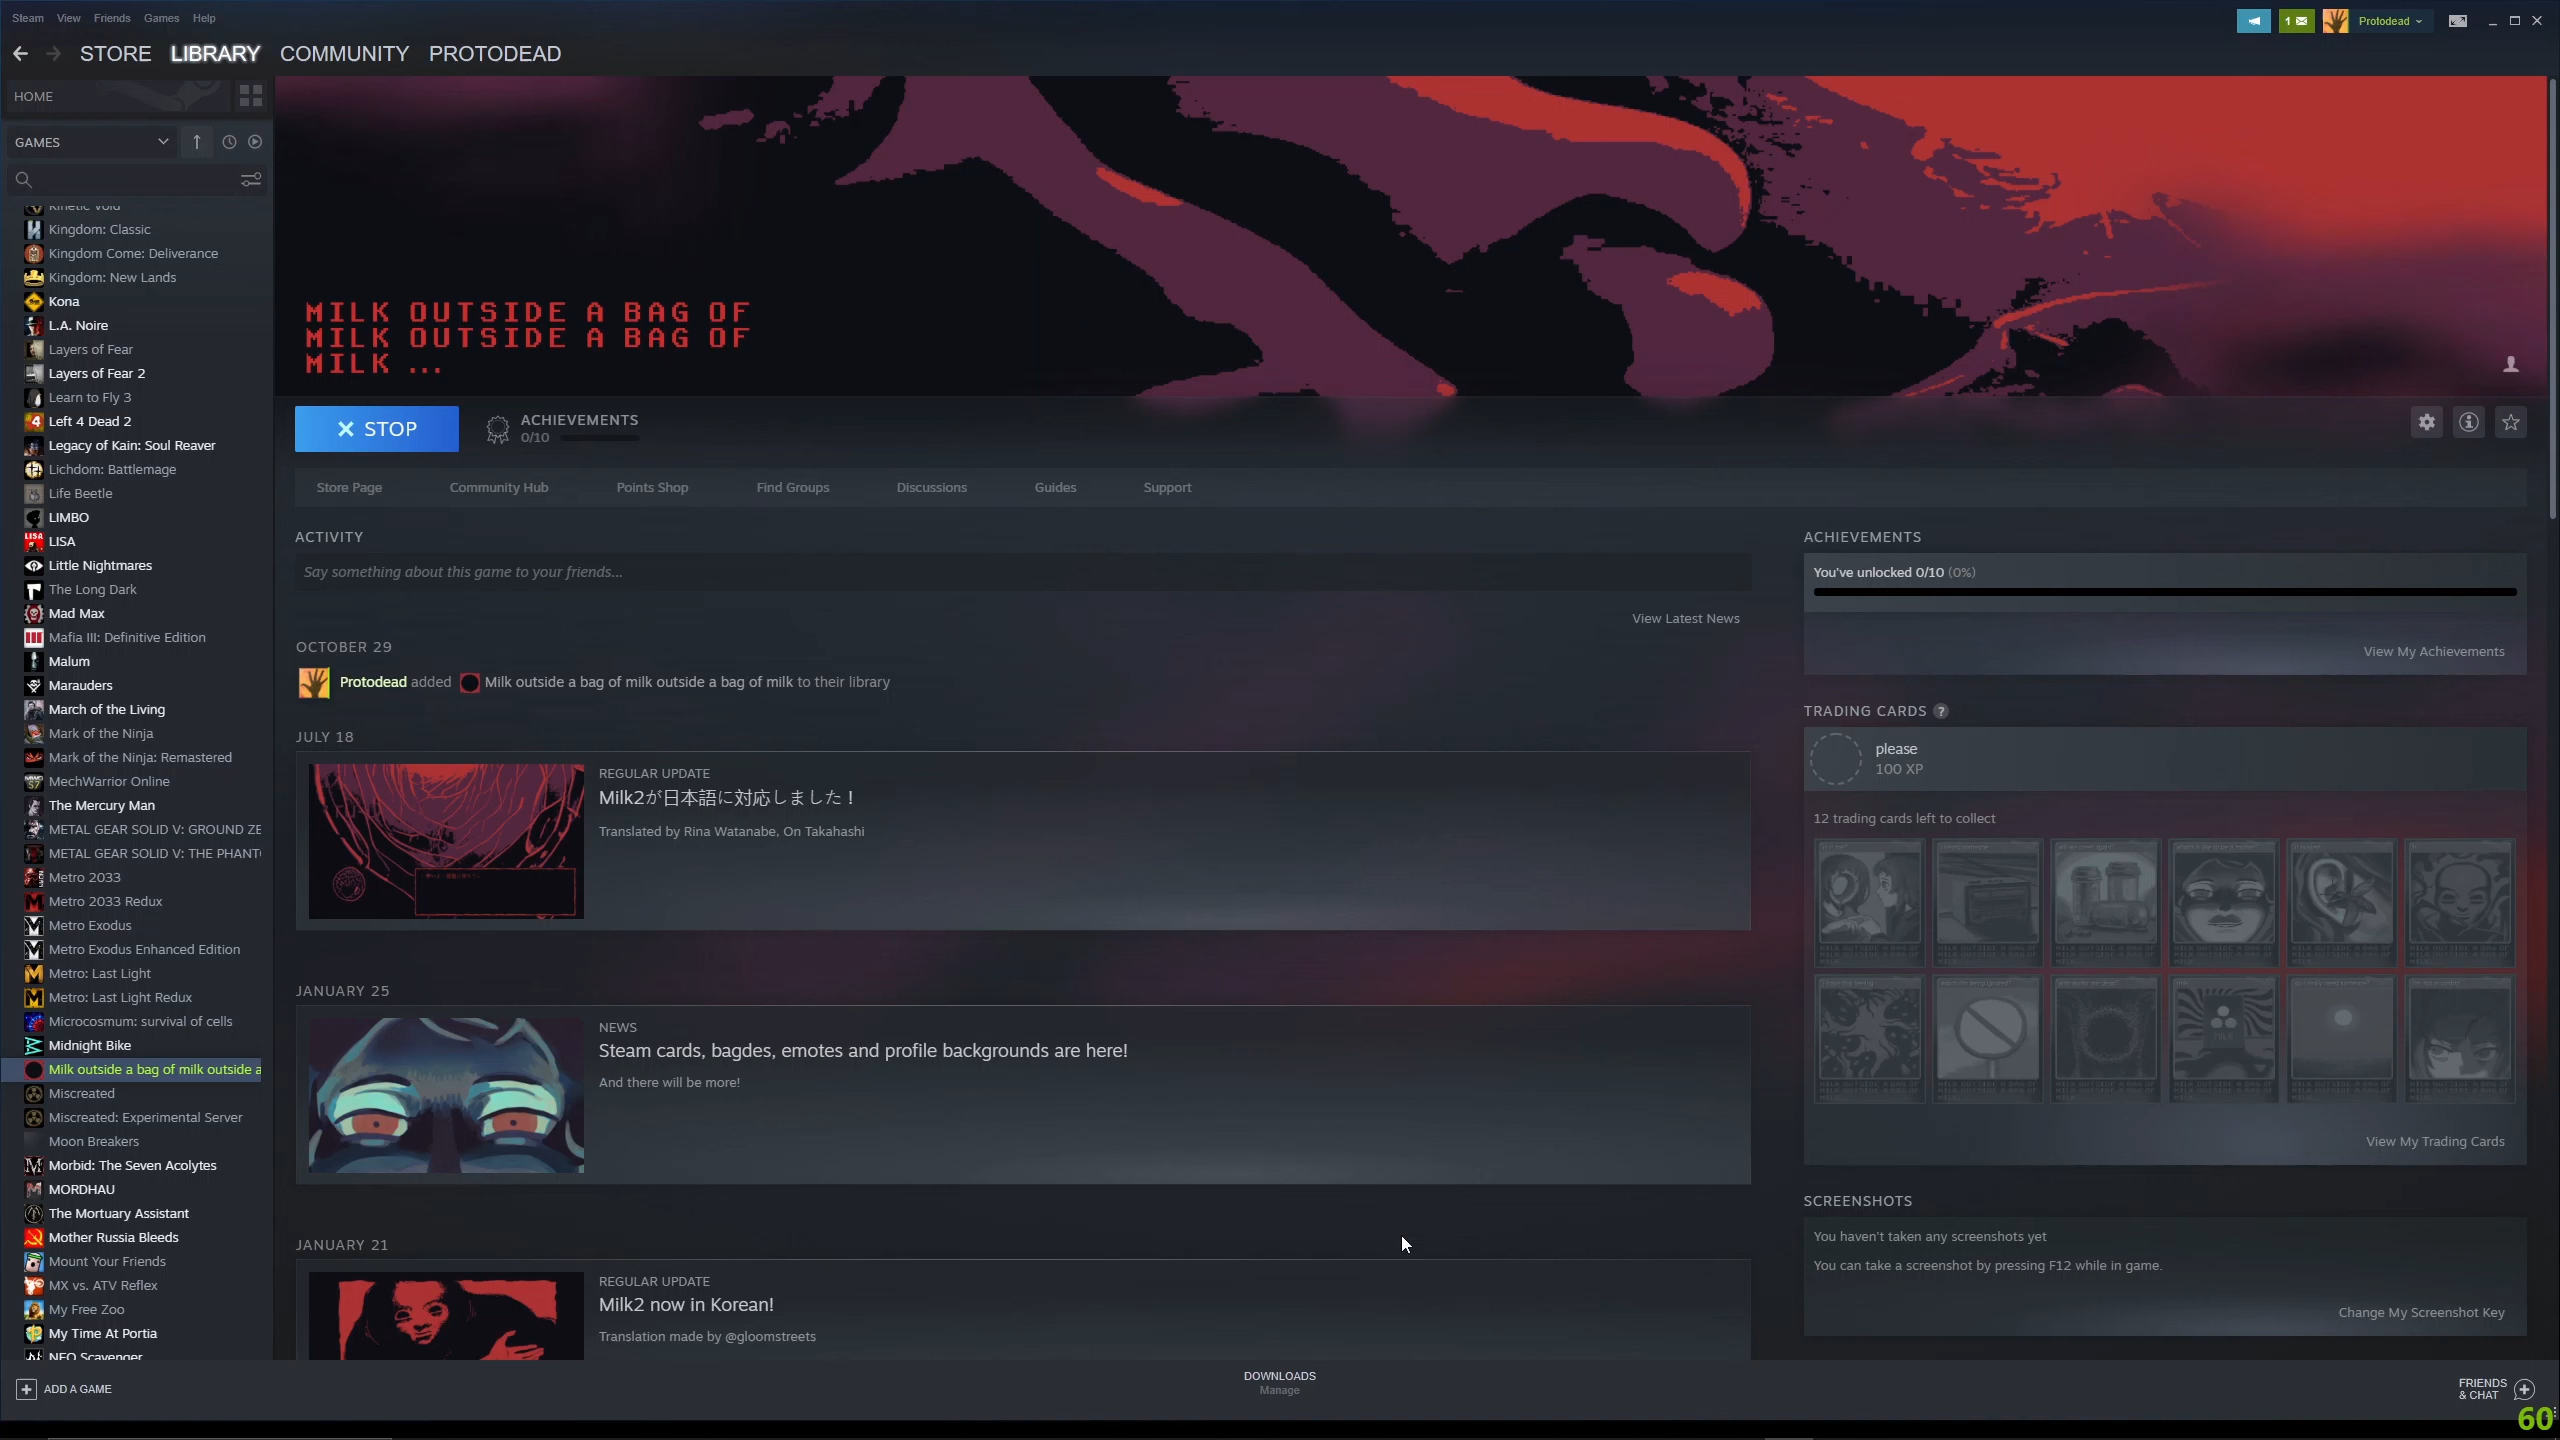 Steam View Friends Games Help
1
Protodead
STORE LIBRARY COMMUNITY PROTODEAD
HOME
GAMES
Kinetic Void
Kingdom: Classic
Kingdom Come: Deliverance
Kingdom: New Lands
Kona
L.A. Noire
Layers of Fear
Layers of Fear 2
Learn to Fly 3
Left 4 Dead 2
Legacy of Kain: Soul Reaver
Lichdom: Battlemage
Life Beetle
LIMBO
LISA
Little Nightmares
The Long Dark
Mad Max
Mafia III: Definitive Edition
Malum
Marauders
March of the Living
Mark of the Ninja
Mark of the Ninja: Remastered
MechWarrior Online
The Mercury Man
METAL GEAR SOLID V: GROUND ZE
METAL GEAR SOLID V: THE PHANT
Metro 2033
Metro 2033 Redux
Metro Exodus
Metro Exodus Enhanced Edition
Metro: Last Light
Metro: Last Light Redux
Microcosmum: survival of cells
Midnight Bike
Milk outside a bag of milk outside a
Miscreated
Miscreated: Experimental Server
Moon Breakers
Morbid: The Seven Acolytes
MORDHAU
The Mortuary Assistant
Mother Russia Bleeds
Mount Your Friends
MX vs. ATV Reflex
My Free Zoo
My Time At Portia
NEO Scavenger
ADD A GAME
MILK OUTSIDE A BAG OF
MILK OUTSIDE A BAG OF
MILK ...
STOP
ACHIEVEMENTS
0/10
Store Page Community Hub Points Shop Find Groups Discussions Guides Support
ACTIVITY
Say something about this game to your friends...
View Latest News
OCTOBER 29
Protodead added Milk outside a bag of milk outside a bag of milk to their library
JULY 18
REGULAR UPDATE
Milk2が日本語に対応しました！
Translated by Rina Watanabe, On Takahashi
JANUARY 25
NEWS
Steam cards, bagdes, emotes and profile backgrounds are here!
And there will be more!
JANUARY 21
REGULAR UPDATE
Milk2 now in Korean!
Translation made by @gloomstreets
ACHIEVEMENTS
You've unlocked 0/10 (0%)
View My Achievements
TRADING CARDS ?
please
100 XP
12 trading cards left to collect
View My Trading Cards
SCREENSHOTS
You haven't taken any screenshots yet
You can take a screenshot by pressing F12 while in game.
Change My Screenshot Key
DOWNLOADS
Manage
FRIENDS
& CHAT
60